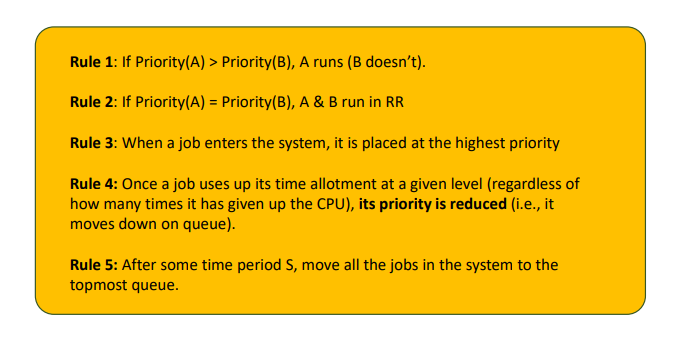 Rule 1: If Priority(A) > Priority(B), A runs (B doesn’t).
Rule 2: If Priority(A) = Priority(B), A & B run in RR
Rule 3: When a job enters the system, it is placed at the highest priority
Rule 4: Once a job uses up its time allotment at a given level (regardless of
how many times it has given up the CPU), its priority is reduced (i.e., it
moves down on queue).
Rule 5: After some time period S, move all the jobs in the system to the
topmost queue.